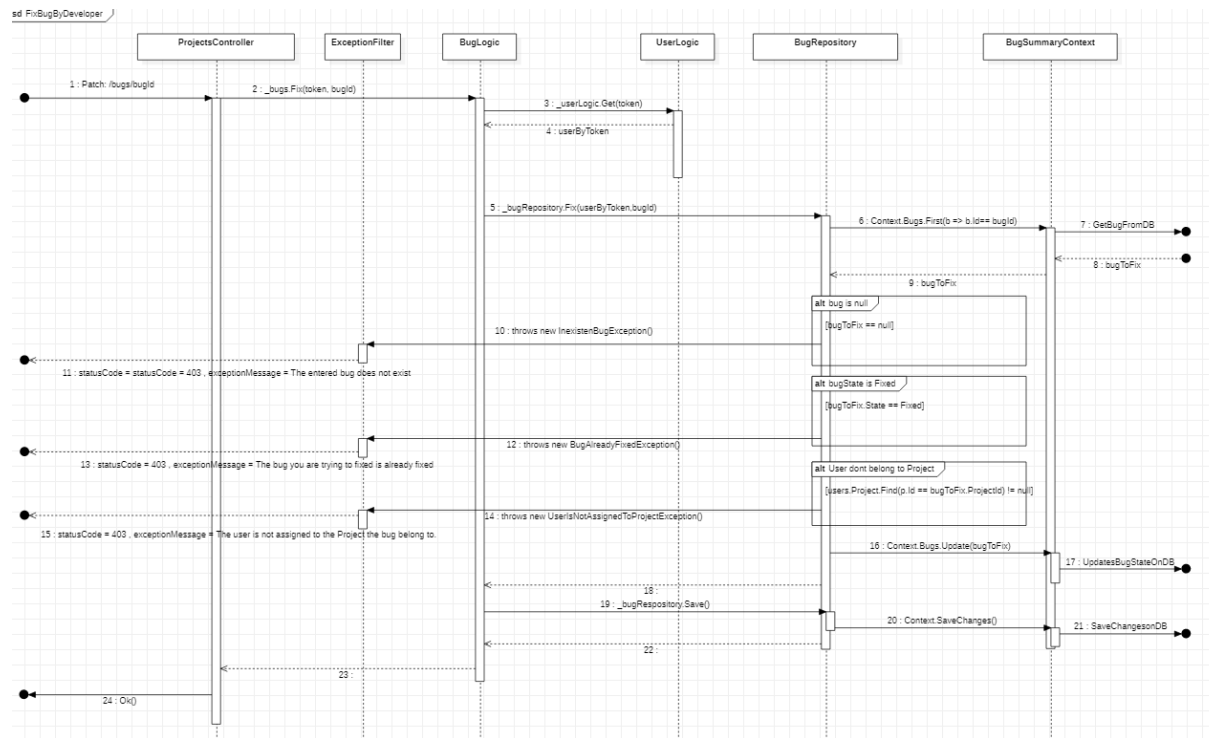 sd FixBugByDeveloper
ProjectsController
ExceptionFilter
BugLogic
UserLogic
BugRepository
BugSummaryContext
1 : Patch: /bugs/bugId
2 : _bugs.Fix(token, bugId)
3 : _userLogic.Get(token)
4 : userByToken
5 : _bugRepository.Fix(userByToken,bugId)
6 : Context.Bugs.First(b => b.Id== bugId)
7 : GetBugFromDB
8 : bugToFix
9 : bugToFix
alt bug is null
[bugToFix == null]
10 : throws new InexistenBugException()
11 : statusCode = statusCode = 403 , exceptionMessage = The entered bug does not exist
alt bugState is Fixed
[bugToFix.State == Fixed]
12 : throws new BugAlreadyFixedException()
13 : statusCode = 403 , exceptionMessage = The bug you are trying to fixed is already fixed
alt User dont belong to Project
[users.Project.Find(p.Id == bugToFix.ProjectId) != null]
14 : throws new UserIsNotAssignedToProjectException()
15 : statusCode = 403 , exceptionMessage = The user is not assigned to the Project the bug belong to.
16 : Context.Bugs.Update(bugToFix)
17 : UpdatesBugStateOnDB
18 :
19 : _bugRespository.Save()
20 : Context.SaveChanges()
21 : SaveChangesonDB
22 :
23 :
24 : Ok()